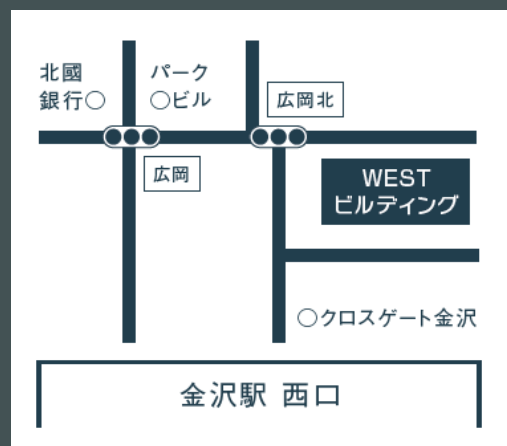 北國
銀行○
パーク
○ビル
広岡北
広岡
WEST
ビルディング
○クロスゲート金沢
金沢駅 西口